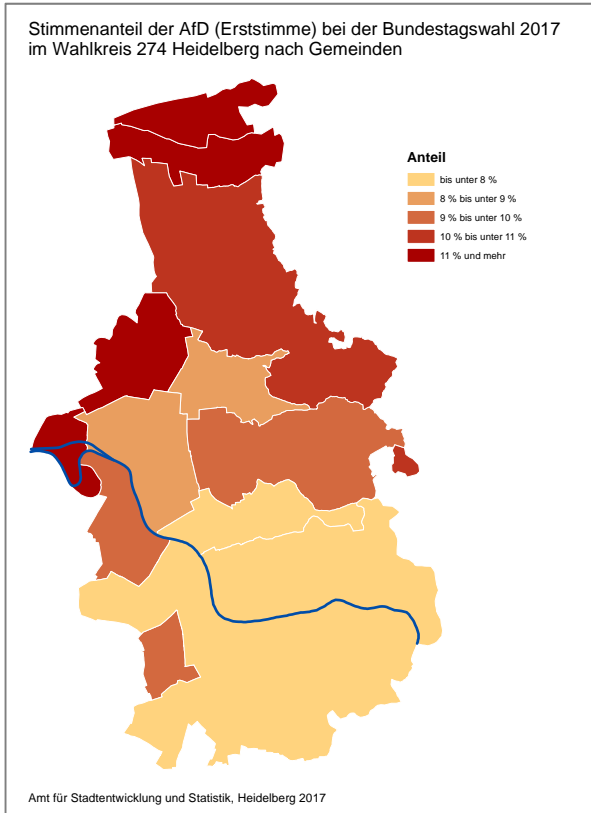 Stimmenanteil der AfD (Erststimme) bei der Bundestagswahl 2017
im Wahlkreis 274 Heidelberg nach Gemeinden
Anteil
bis unter 8 %
8 % bis unter 9 %
9 % bis unter 10 %
10 % bis unter 11 %
11 % und mehr
Amt für Stadtentwicklung und Statistik, Heidelberg 2017